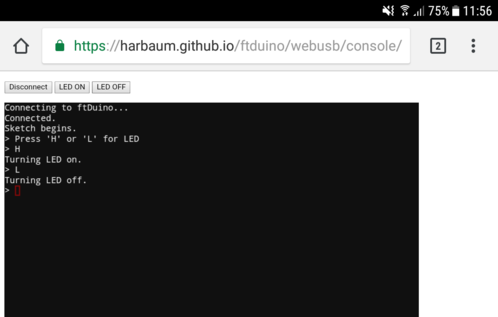 75% 11:56
https://harbaum.github.io/ftduino/webusb/console/ 2
Disconnect LED ON LED OFF
Connecting to ftDuino...
Connected.
Sketch begins.
> Press 'H' or 'L' for LED
> H
Turning LED on.
> L
Turning LED off.
>